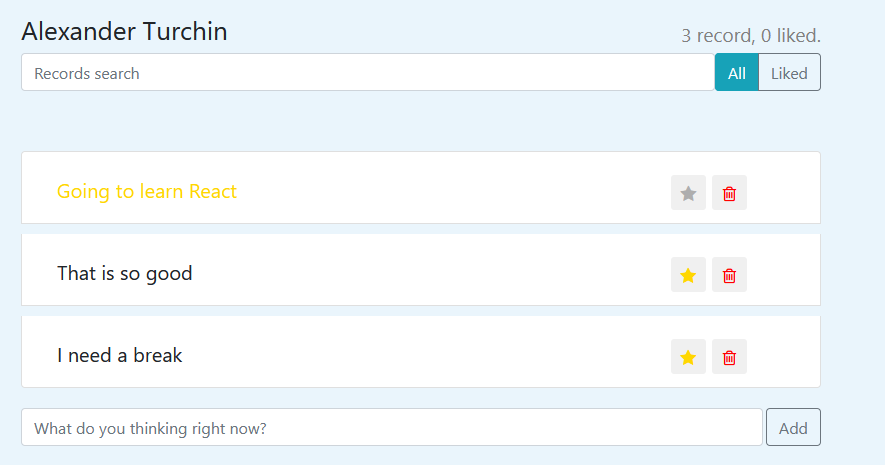 Alexander Turchin
3 record, 0 liked.
Records search
All
Liked
Going to learn React
That is so good
I need a break
What do you thinking right now?
Add